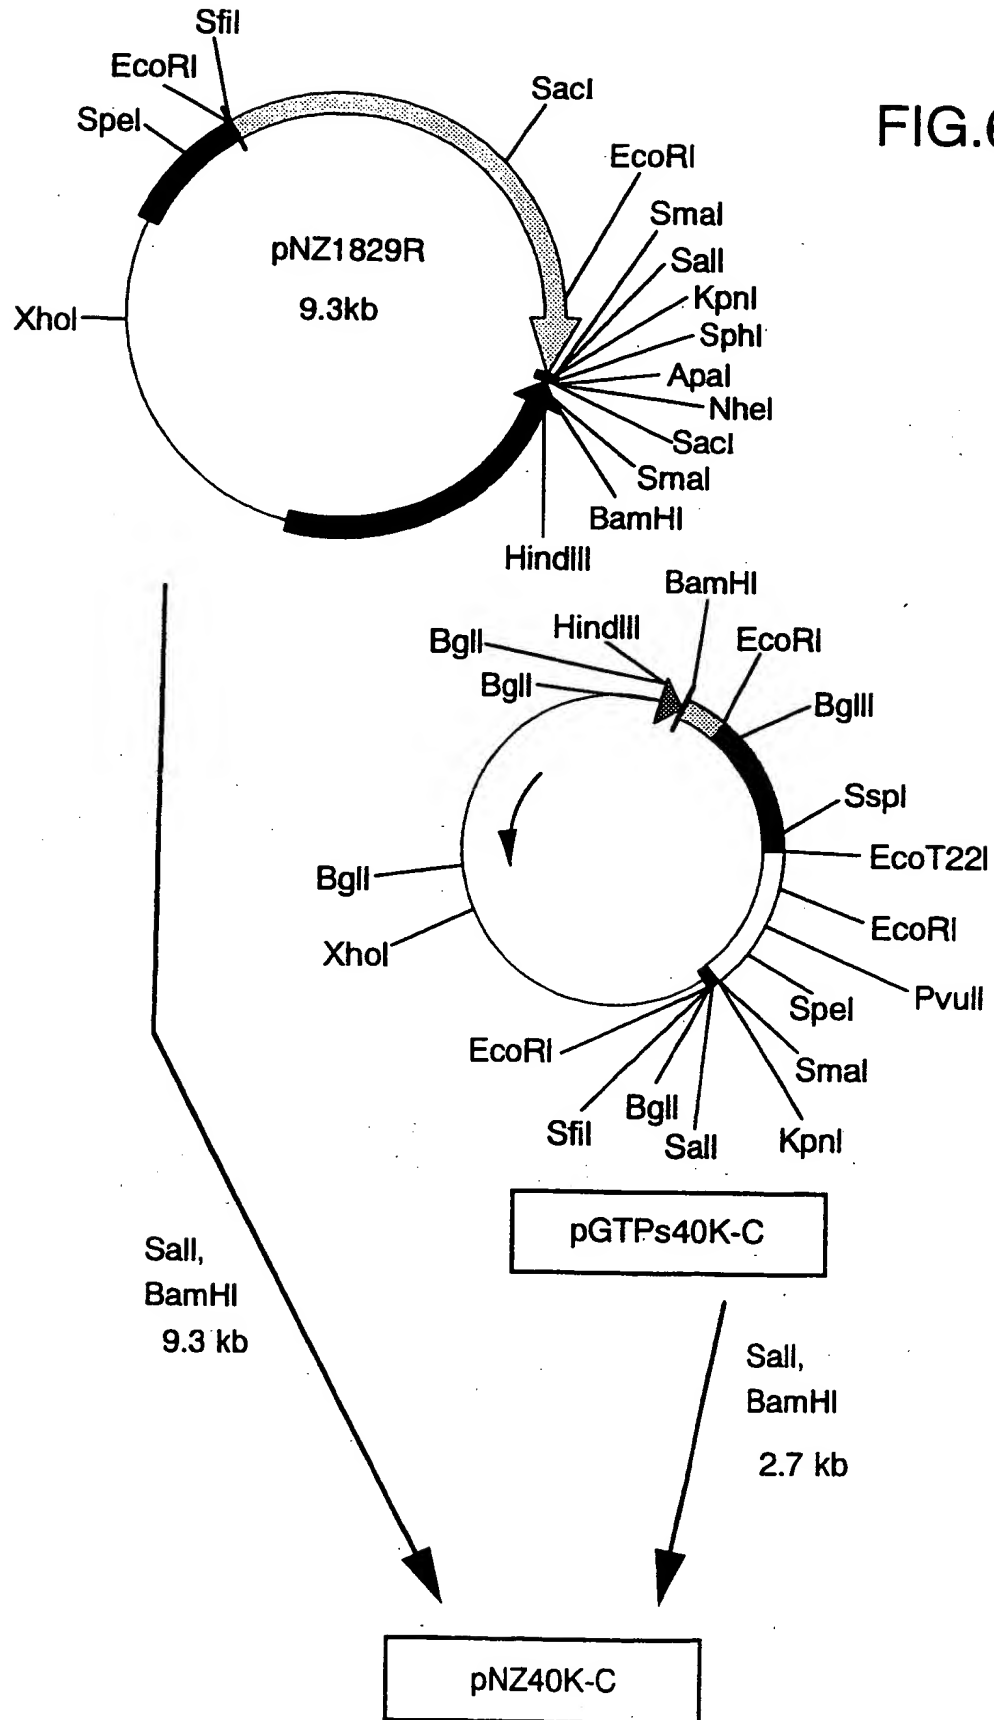 FIG.6
SfiI
EcoRI
SpeI
SacI
EcoRI
SmaI
SalI
KpnI
SphI
ApaI
NheI
SacI
SmaI
BamHI
HindIII
XhoI
pNZ1829R
9.3kb
BamHI
HindIII
EcoRI
BglI
BglI
BglII
SspI
EcoT22I
BglI
EcoRI
XhoI
PvuII
SpeI
EcoRI
SmaI
BglI
SfiI
SalI
KpnI
pGTPs40K-C
SalI,
BamHI
9.3 kb
SalI,
BamHI
2.7 kb
pNZ40K-C